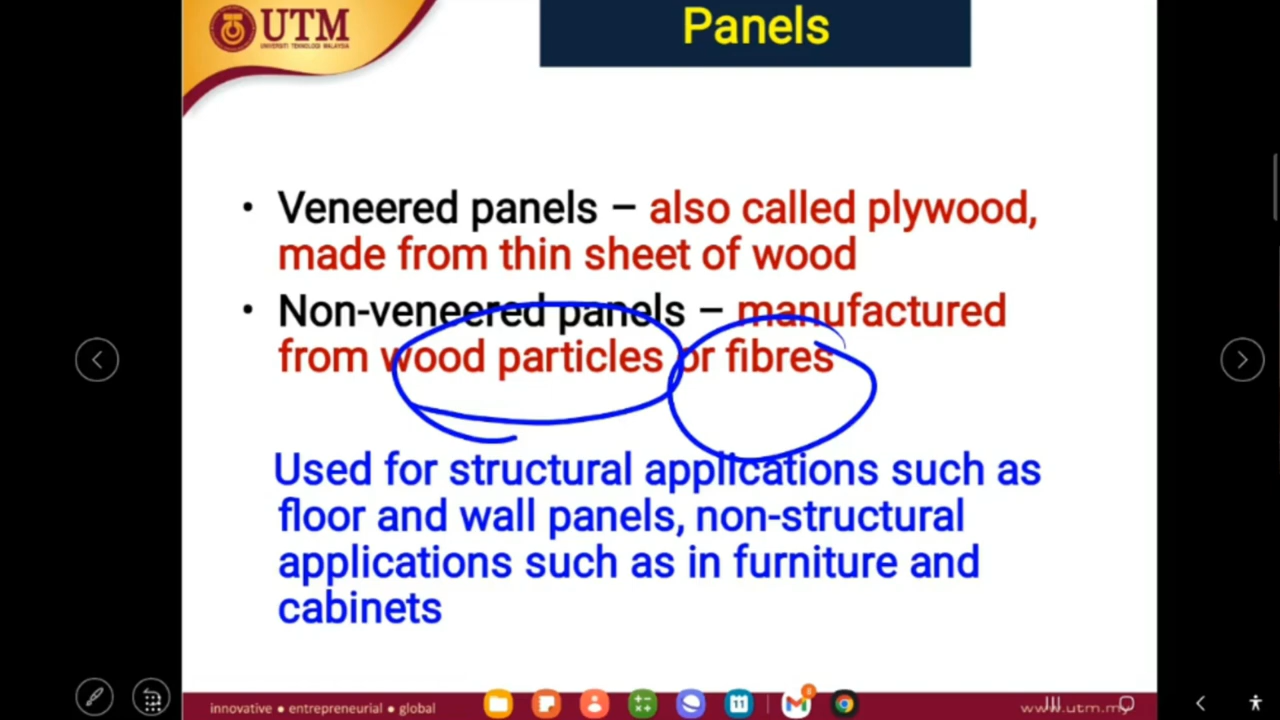 UTM
UNIVERSITI TEKNOLOGI MALAYSIA
Panels
• Veneered panels – also called plywood,
made from thin sheet of wood
• Non-veneered panels – manufactured
from wood particles or fibres
Used for structural applications such as
floor and wall panels, non-structural
applications such as in furniture and
cabinets
innovative ● entrepreneurial ● global
www.utm.my
11